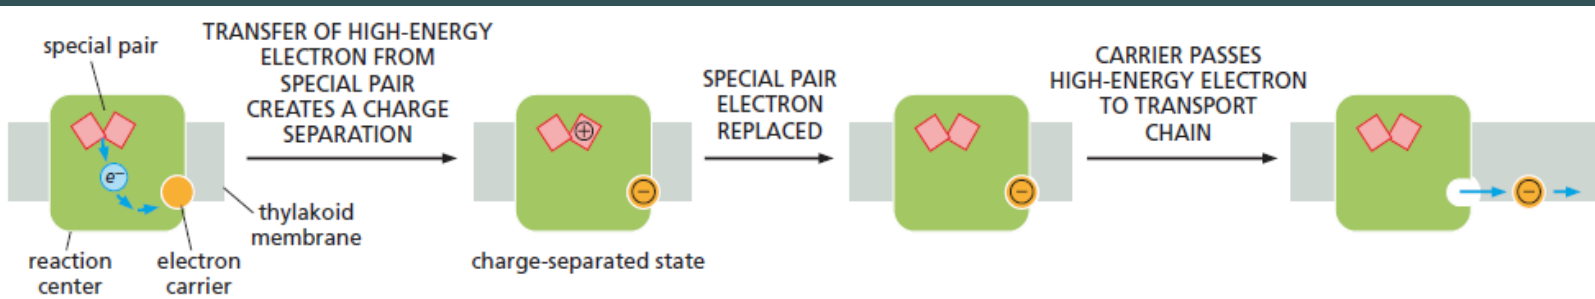 special pair
TRANSFER OF HIGH-ENERGY
ELECTRON FROM
SPECIAL PAIR
CREATES A CHARGE
SEPARATION
e–
reaction
center
electron
carrier
thylakoid
membrane
+
–
charge-separated state
SPECIAL PAIR
ELECTRON
REPLACED
–
CARRIER PASSES
HIGH-ENERGY ELECTRON
TO TRANSPORT
CHAIN
–